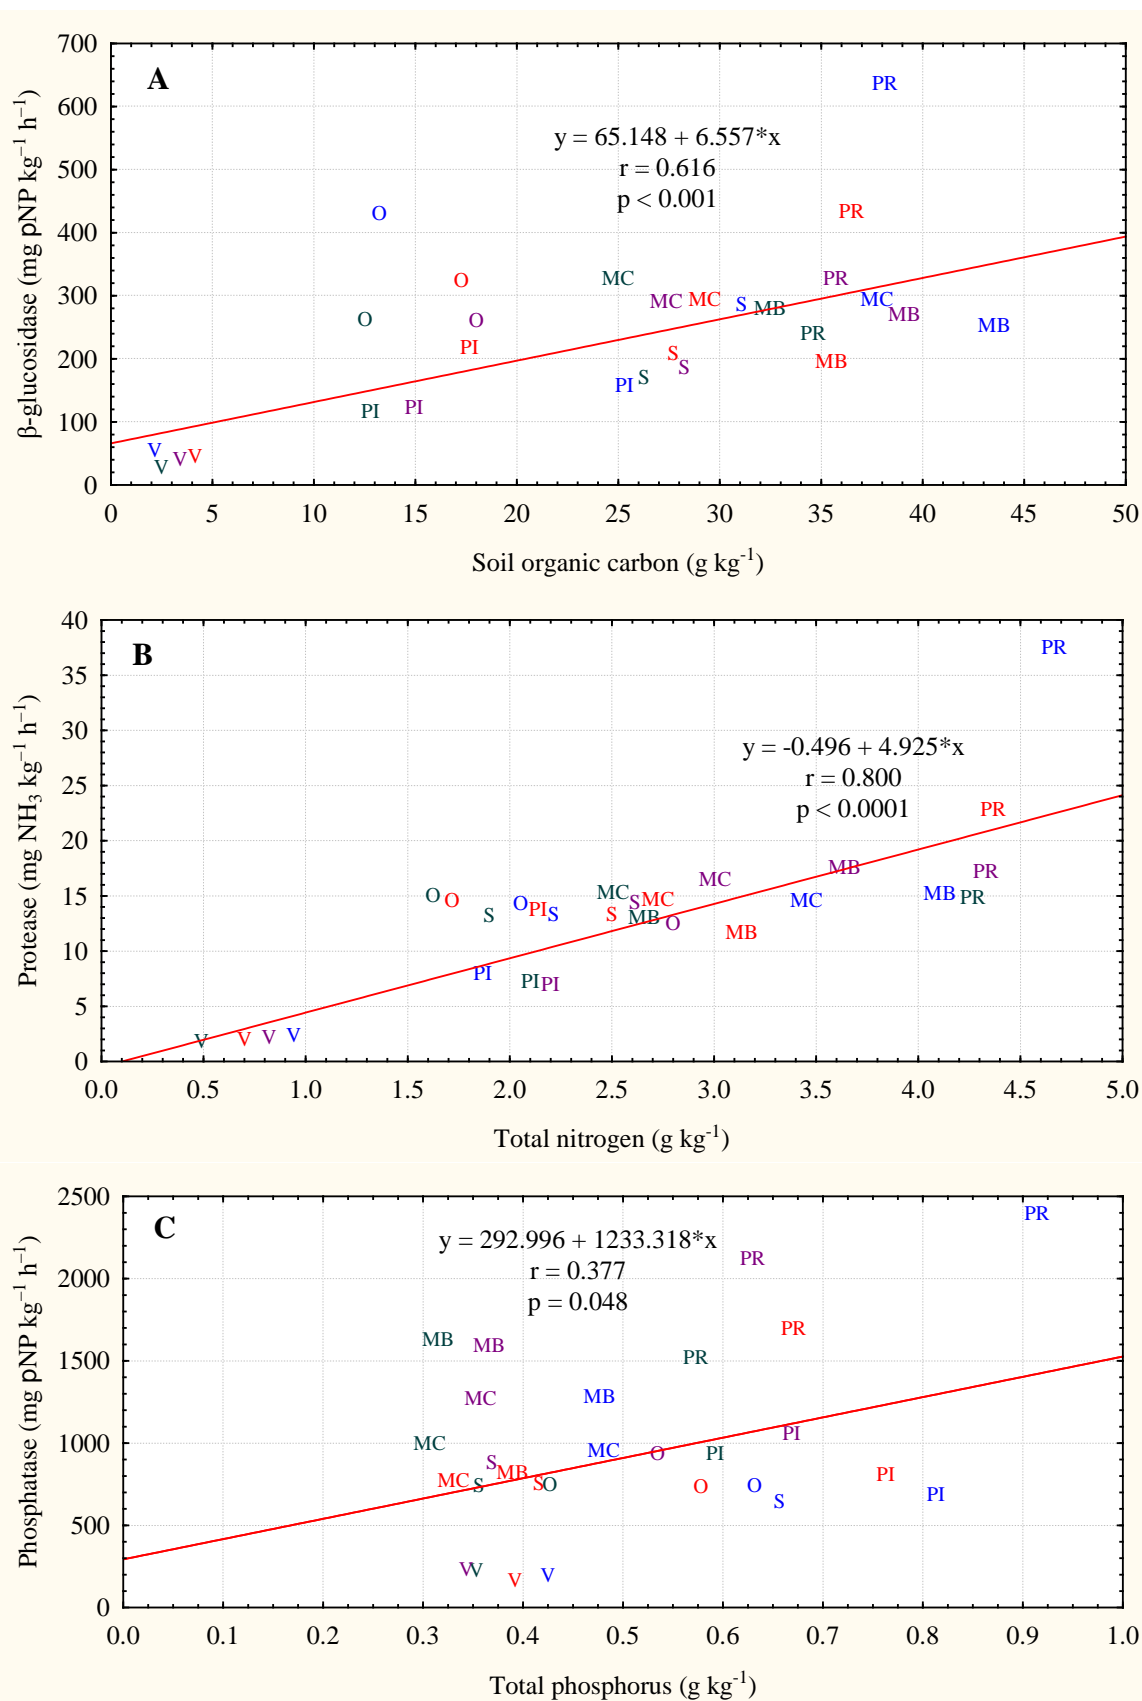 700
600
500
400
300
200
100
0
β-glucosidase (mg pNP kg⁻¹ h⁻¹)
A
PR
y = 65.148 + 6.557*x
r = 0.616
p < 0.001
O
PR
O
MC
PR
O
O
MC
MC
S
MB
MC
MB
MB
PI
PR
S
S
MB
PI
S
PI
PI
V
V
V
V
0 5 10 15 20 25 30 35 40 45 50
Soil organic carbon (g kg⁻¹)
40
35
30
25
20
15
10
5
0
Protease (mg NH₃ kg⁻¹ h⁻¹)
B
PR
y = -0.496 + 4.925*x
r = 0.800
p < 0.0001
PR
MB
PR
MC
O
O
S
O
PI
S
MC
S
S
MC
MB
O
MB
MC
MB
PR
PI
PI
PI
V
V
V
V
0.0 0.5 1.0 1.5 2.0 2.5 3.0 3.5 4.0 4.5 5.0
Total nitrogen (g kg⁻¹)
2500
2000
1500
1000
500
0
Phosphatase (mg pNP kg⁻¹ h⁻¹)
C
PR
y = 292.996 + 1233.318*x
r = 0.377
p = 0.048
PR
PR
MB
MB
PR
MC
MB
PI
MC
MC
O
PI
S
MB
MC
S
S
O
O
O
S
PI
PI
V
V
V
V
0.0 0.2 0.3 0.4 0.5 0.6 0.7 0.8 0.9 1.0
Total phosphorus (g kg⁻¹)